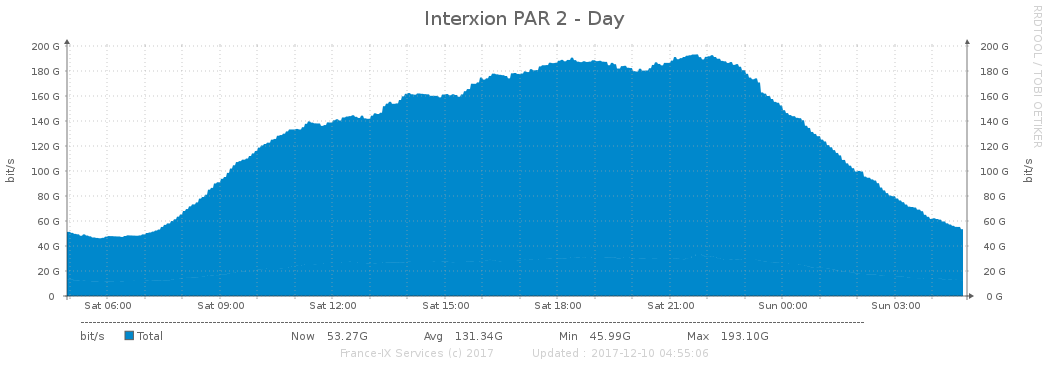 Interxion PAR 2 - Day
RRDTOOL / TOBI OETIKER
200 G 200 G
180 G 180 G
160 G 160 G
140 G 140 G
120 G 120 G
100 G 100 G
80 G 80 G
60 G 60 G
40 G 40 G
20 G 20 G
0 0 G
bit/s
bit/s
Sat 06:00 Sat 09:00 Sat 12:00 Sat 15:00 Sat 18:00 Sat 21:00 Sun 00:00 Sun 03:00
bit/s Total Now 53.27G Avg 131.34G Min 45.99G Max 193.10G
France-IX Services (c) 2017 Updated : 2017-12-10 04:55:06